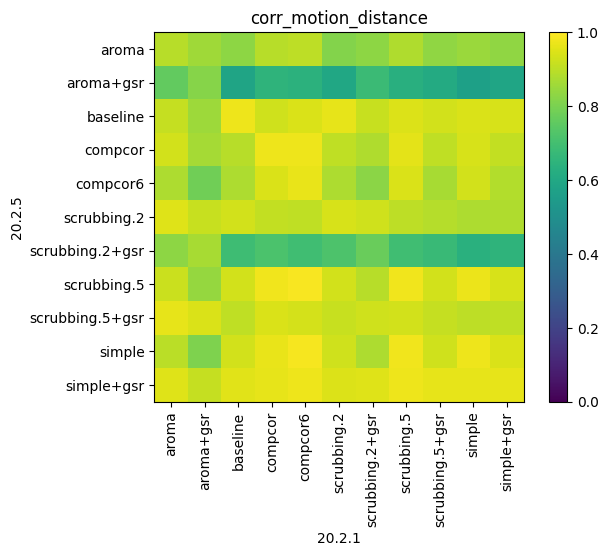 corr_motion_distance
20.2.5
aroma
aroma+gsr
baseline
compcor
compcor6
scrubbing.2
scrubbing.2+gsr
scrubbing.5
scrubbing.5+gsr
simple
simple+gsr
aroma
aroma+gsr
baseline
compcor
compcor6
scrubbing.2
scrubbing.2+gsr
scrubbing.5
scrubbing.5+gsr
simple
simple+gsr
20.2.1
1.0
0.8
0.6
0.4
0.2
0.0